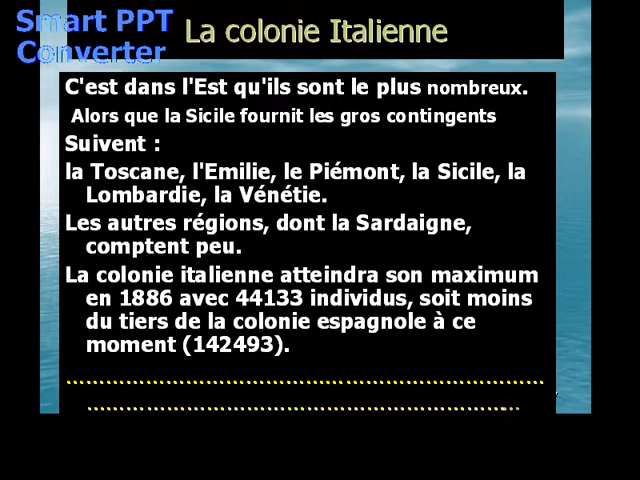 Smart PPT
Converter
La colonie Italienne
C'est dans l'Est qu'ils sont le plus nombreux.
Alors que la Sicile fournit les gros contingents
Suivent :
la Toscane, l'Emilie, le Piémont, la Sicile, la
Lombardie, la Vénétie.
Les autres régions, dont la Sardaigne,
comptent peu.
La colonie italienne atteindra son maximum
en 1886 avec 44133 individus, soit moins
du tiers de la colonie espagnole à ce
moment (142493).